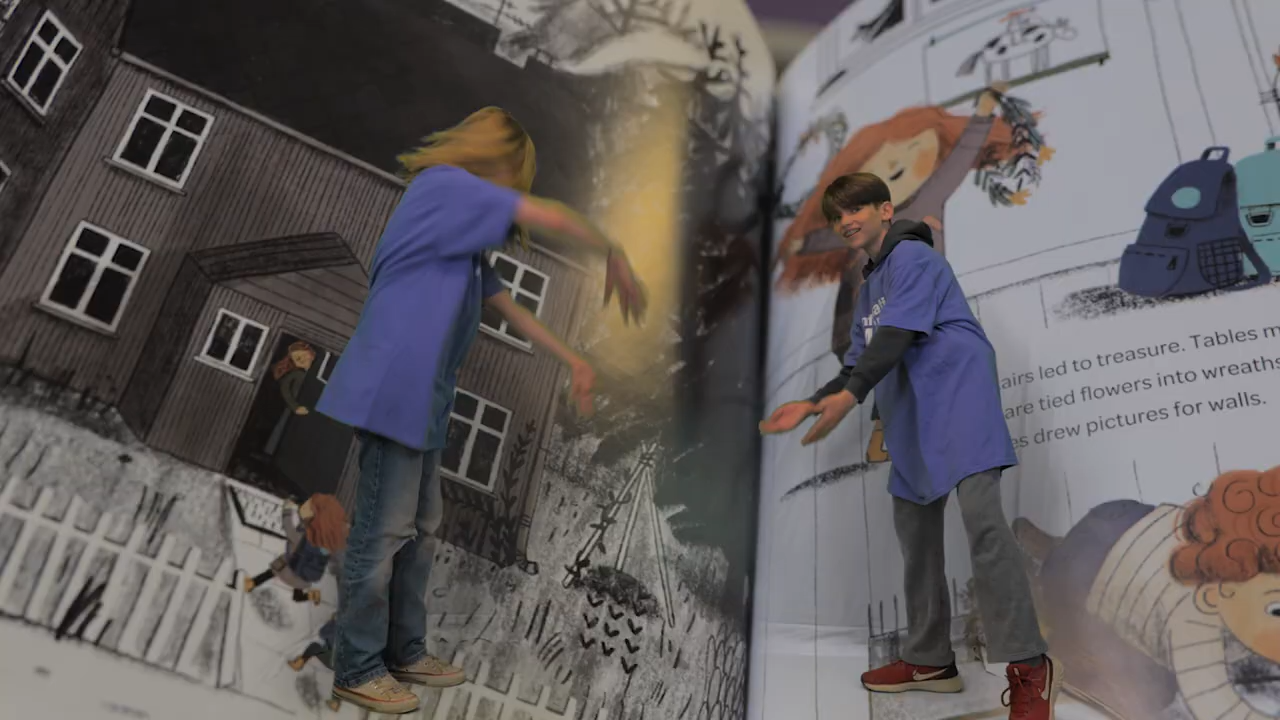 airs led to treasure. Tables m
are tied flowers into wreaths
es drew pictures for walls.